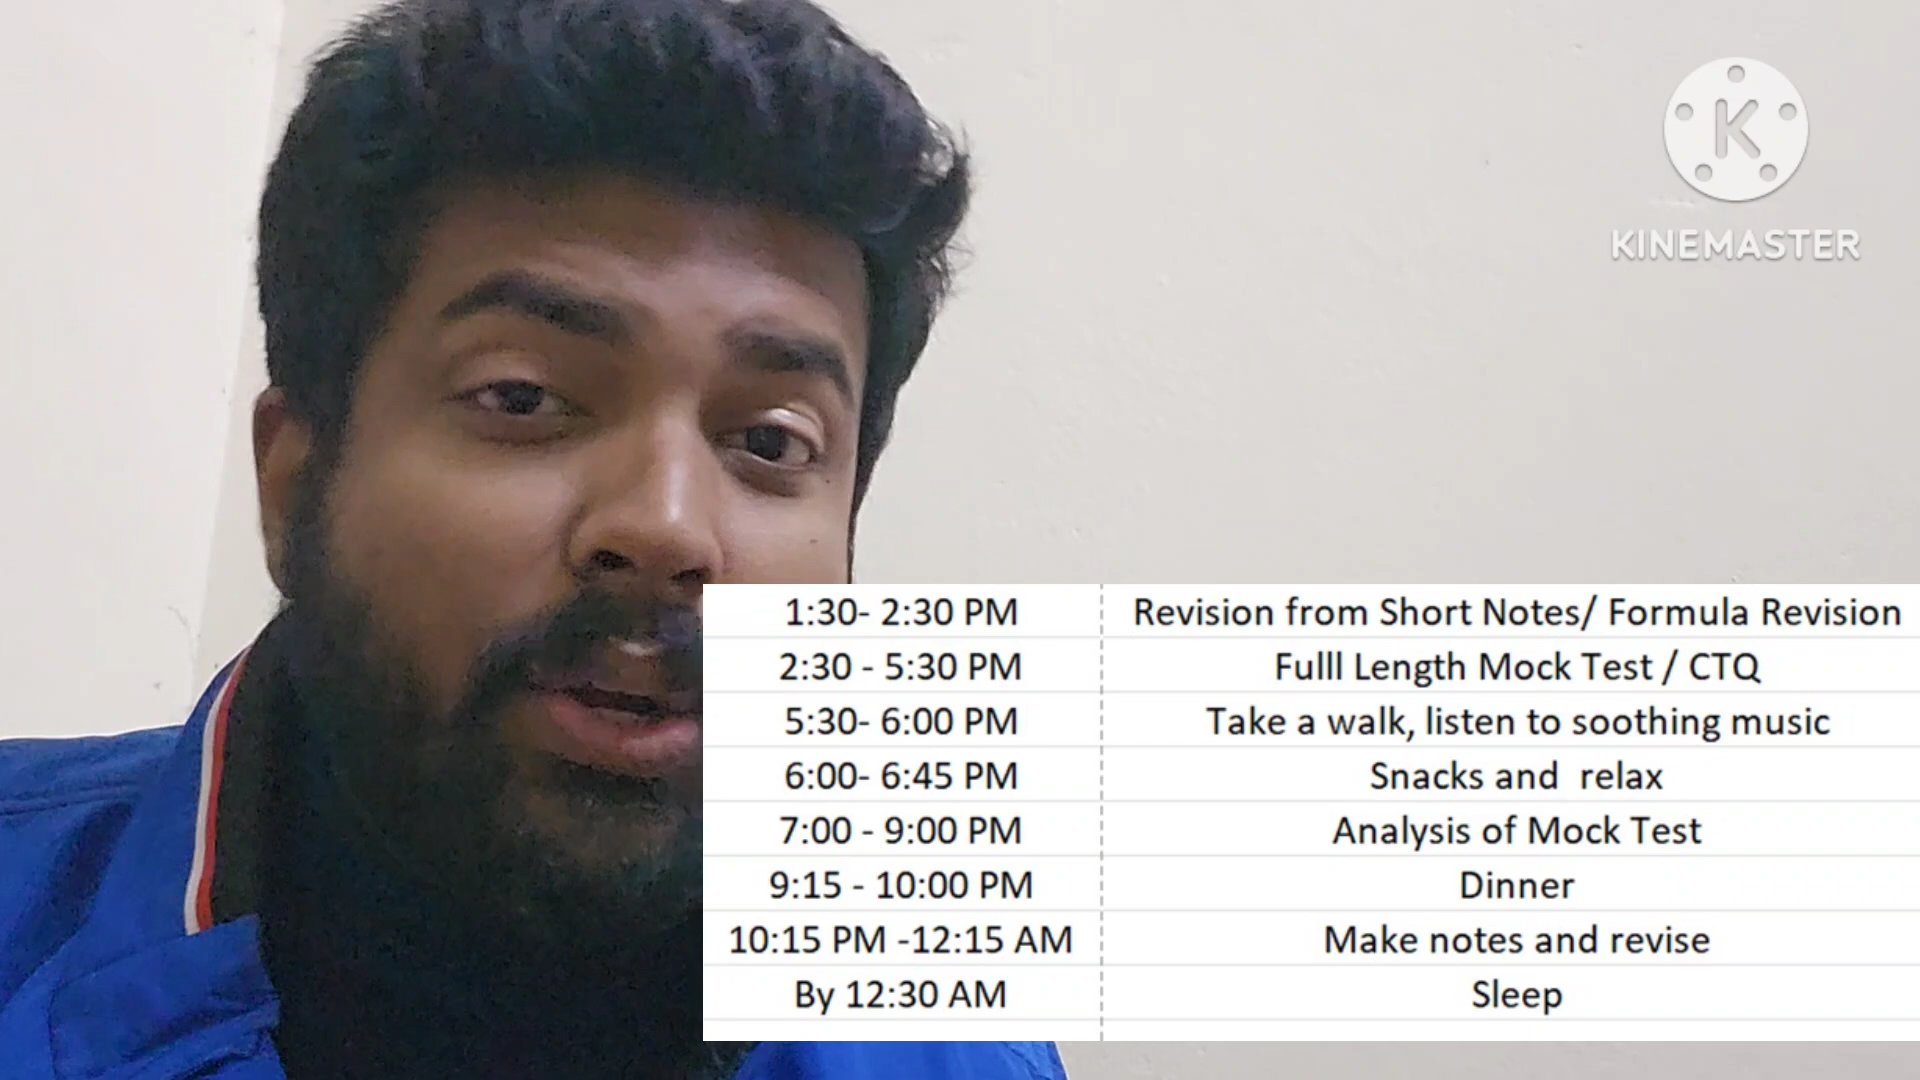 K
KINEMASTER
1:30- 2:30 PM Revision from Short Notes/ Formula Revision
2:30 - 5:30 PM Fulll Length Mock Test / CTQ
5:30- 6:00 PM Take a walk, listen to soothing music
6:00- 6:45 PM Snacks and relax
7:00 - 9:00 PM Analysis of Mock Test
9:15 - 10:00 PM Dinner
10:15 PM -12:15 AM Make notes and revise
By 12:30 AM Sleep